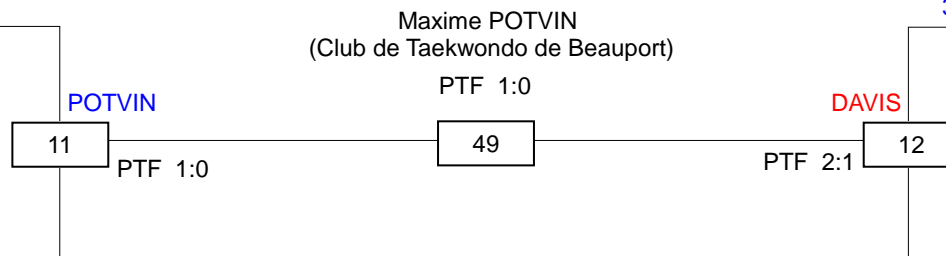 Maxime POTVIN
(Club de Taekwondo de Beauport)
PTF 1:0
POTVIN
DAVIS
11
49
12
PTF 1:0
PTF 2:1